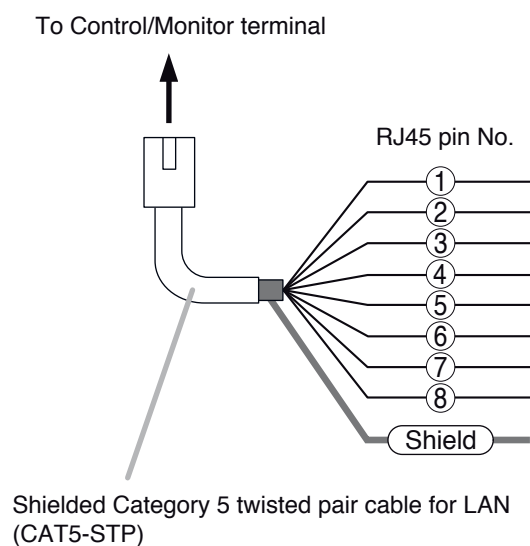 To Control/Monitor terminal
RJ45 pin No.
1
2
3
4
5
6
7
8
Shield
Shielded Category 5 twisted pair cable for LAN
(CAT5-STP)